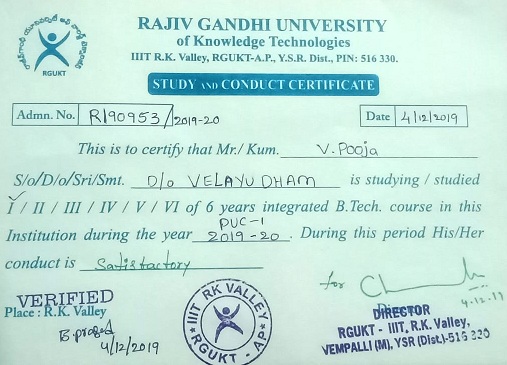 RGUKT
RAJIV GANDHI UNIVERSITY
of Knowledge Technologies
IIIT R.K. Valley, RGUKT-A.P., Y.S.R. Dist., PIN: 516 330.
STUDY AND CONDUCT CERTIFICATE
Admn. No. R190953/2019-20 Date 4/12/2019
This is to certify that Mr./ Kum. V. Pooja
S/o/D/o/Sri/Smt. D/o VELAYUDHAM is studying / studied
I / II / III / IV / V / VI of 6 years integrated B.Tech. course in this
PUC-1
Institution during the year 2019-20. During this period His/Her
conduct is Satisfactory
for
VERIFIED
Place : R.K. Valley
4/12/2019
IIIT RK VALLEY
RGUKT - AP
4.12.19
DIRECTOR
RGUKT - IIIT, R.K. Valley,
VEMPALLI (M), YSR (Dist.)-516 330